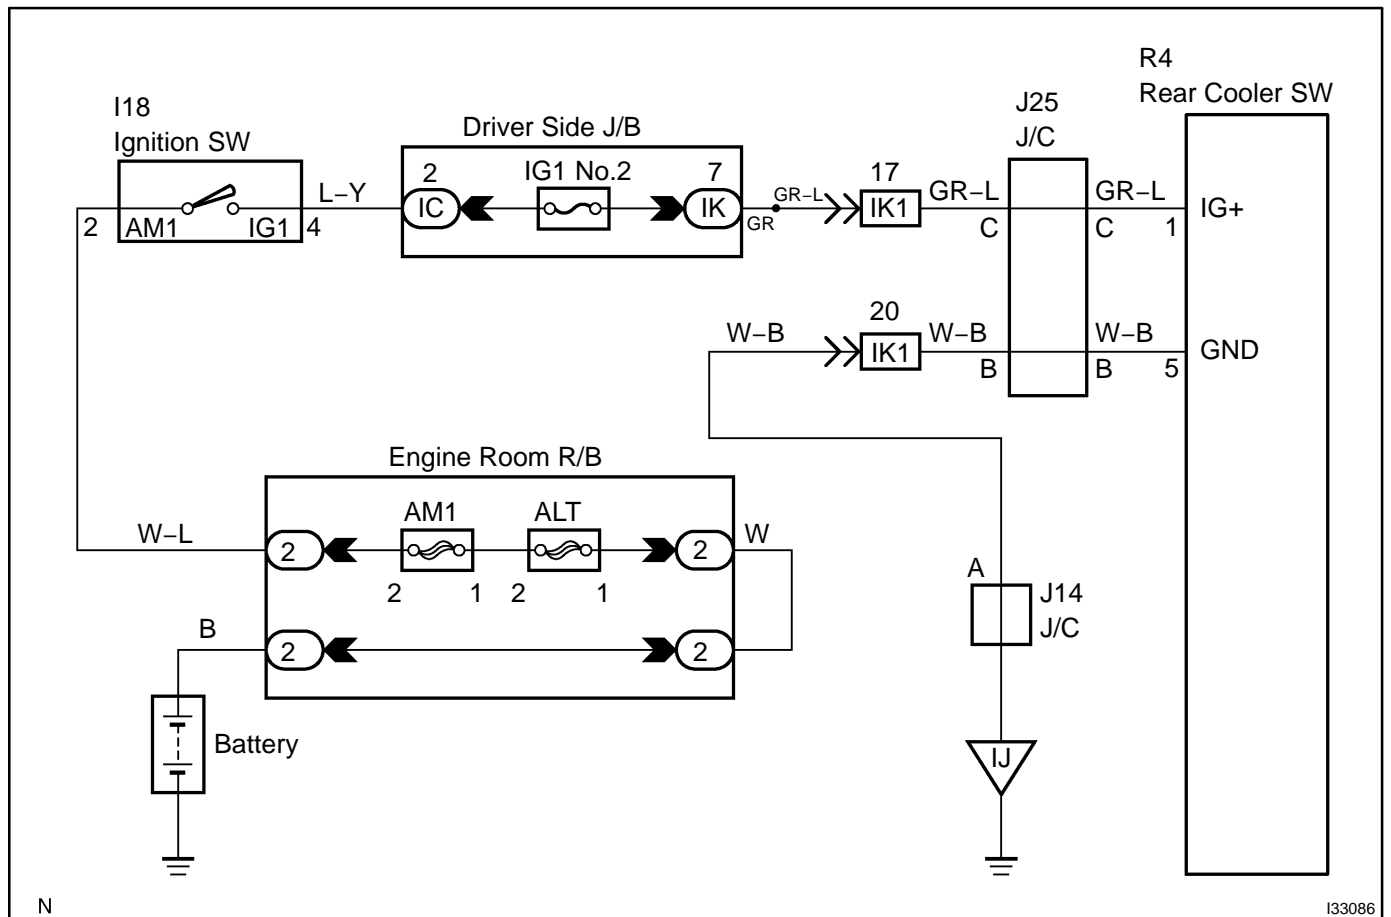 R4
Rear Cooler SW
J25
J/C
I18
Ignition SW
Driver Side J/B
2
IG1 No.2
7
17
L–Y
IC
IK
GR
GR–L
IK1
GR–L
C
GR–L
C
1
IG+
2
AM1
IG1
4
20
W–B
IK1
W–B
B
W–B
B
5
GND
Engine Room R/B
AM1
ALT
W–L
2
2
W
2
1
2
1
B
2
2
A
J14
J/C
Battery
IJ
N
I33086